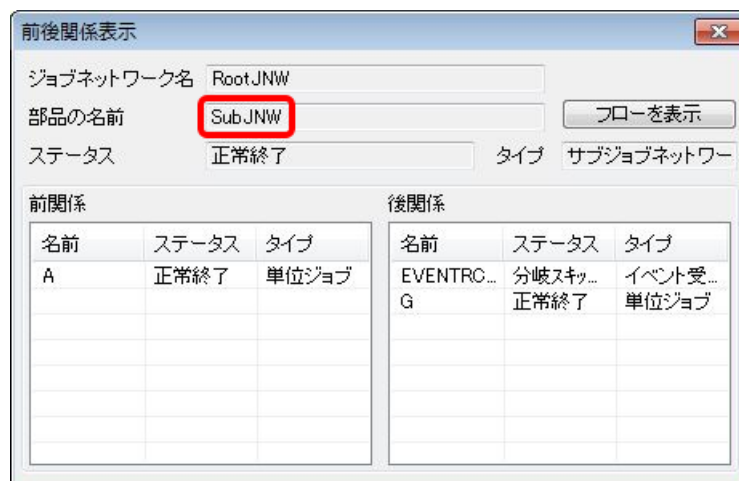 前後関係表示
ジョブネットワーク名 RootJNW
部品の名前 SubJNW フローを表示
ステータス 正常終了 タイプ サブジョブネットワー
前関係 後関係
名前 ステータス タイプ 名前 ステータス タイプ
A 正常終了 単位ジョブ EVENTRC... 分岐スキッ... イベント受...
G 正常終了 単位ジョブ